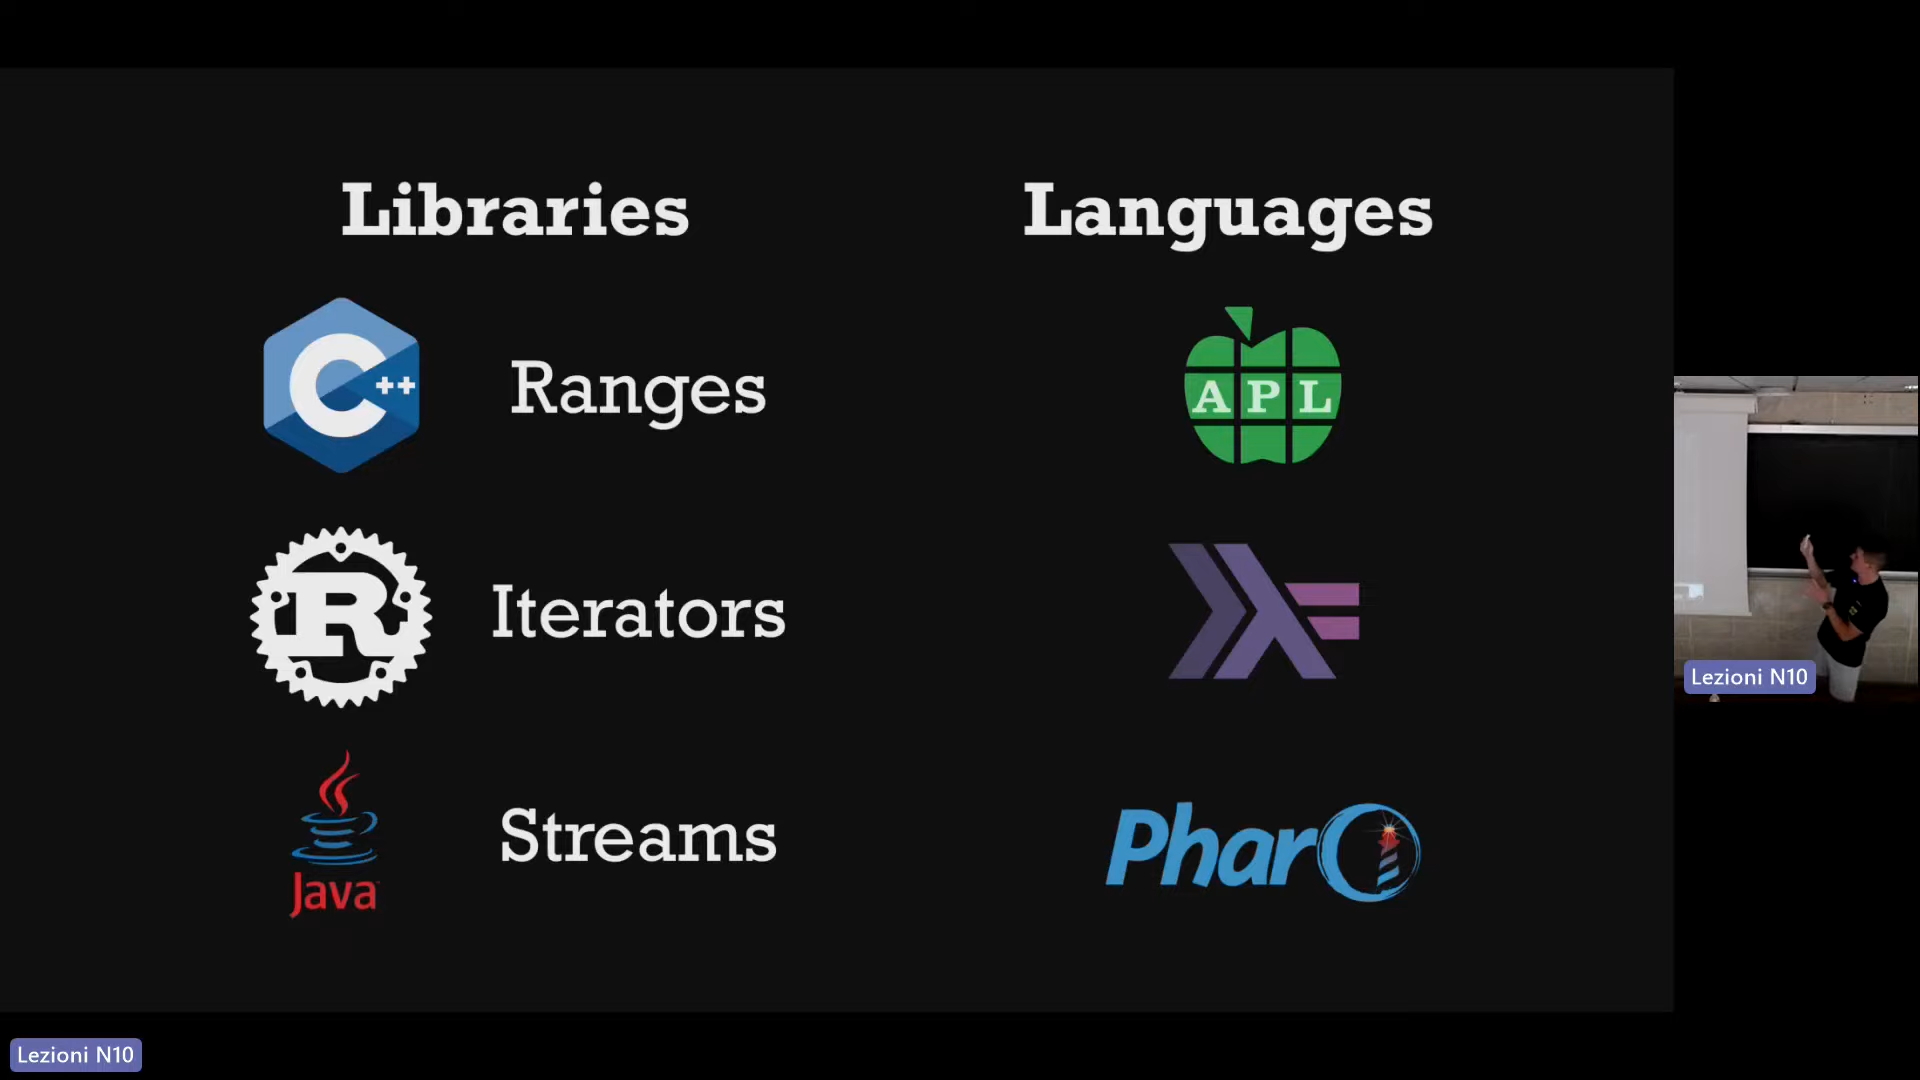 Libraries
Languages
C++
Ranges
APL
R
Iterators
Java
Streams
Pharo
Lezioni N10
Lezioni N10